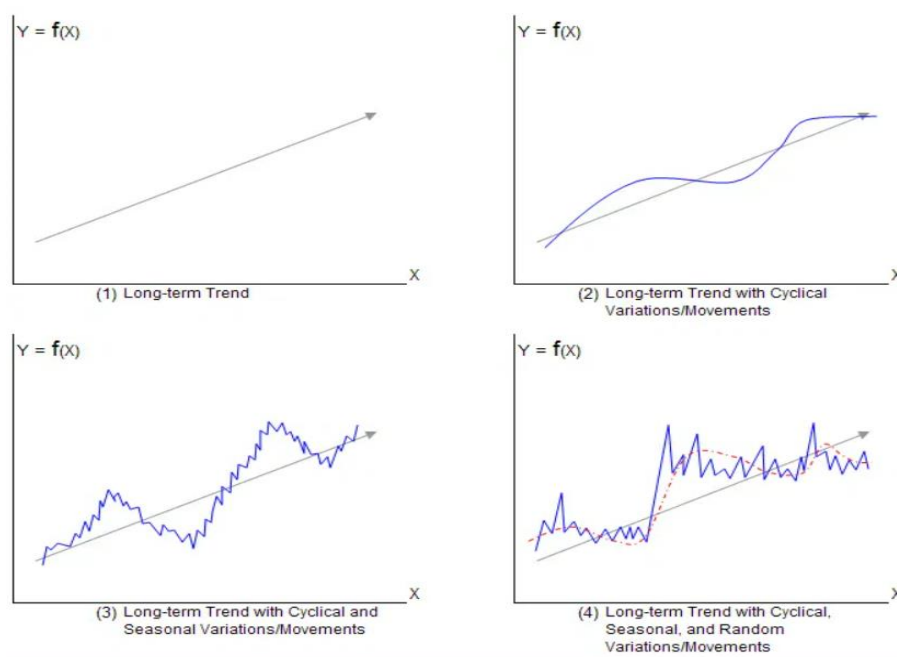 Y = f(X)
X
(1) Long-term Trend
Y = f(X)
X
(2) Long-term Trend with Cyclical
Variations/Movements
Y = f(X)
X
(3) Long-term Trend with Cyclical and
Seasonal Variations/Movements
Y = f(X)
X
(4) Long-term Trend with Cyclical,
Seasonal, and Random
Variations/Movements